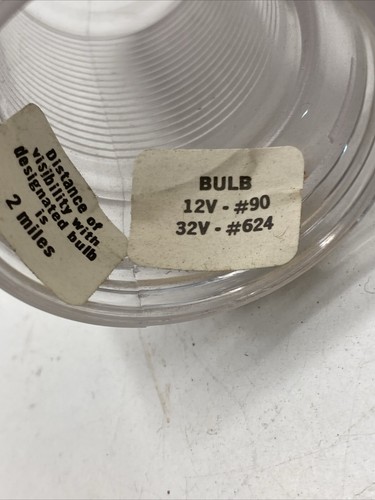 Distance of
visibility with
designated bulb
is
2 miles
BULB
12V - #90
32V - #624